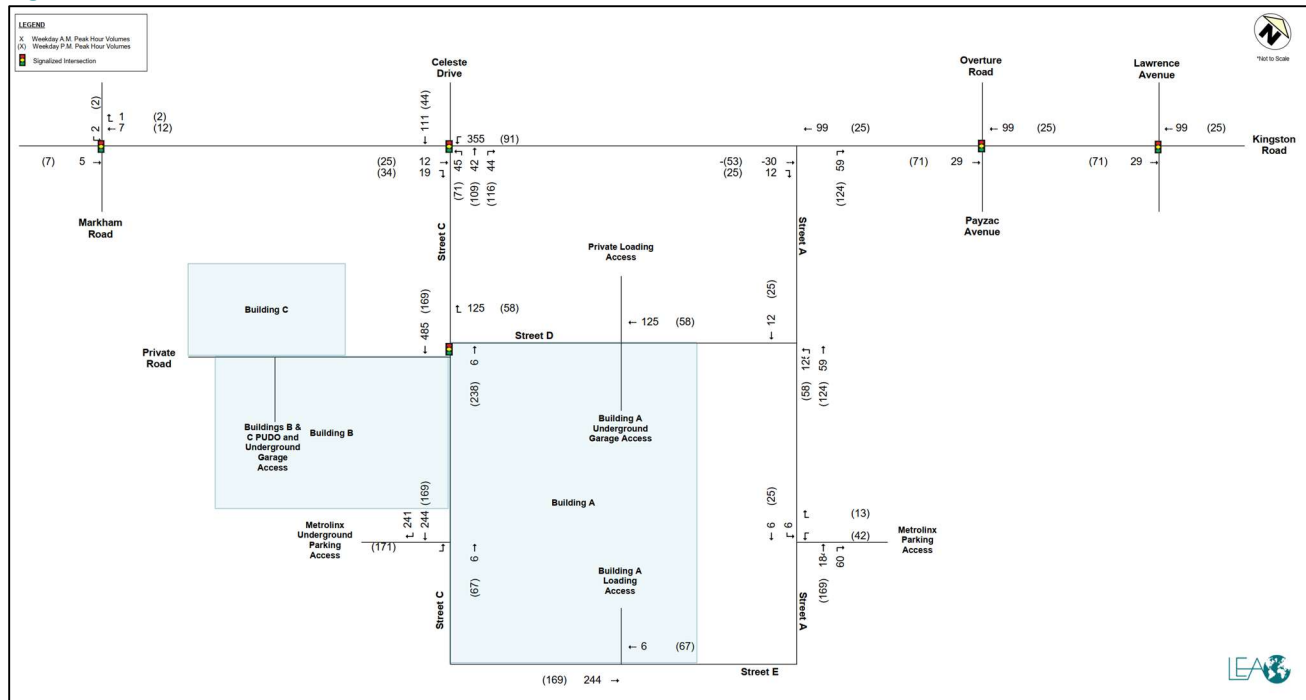 LEGEND
X Weekday A.M. Peak Hour Volumes
(X) Weekday P.M. Peak Hour Volumes
Signalized Intersection
N
*Not to Scale
Celeste
Drive
Overture
Road
Lawrence
Avenue
(2)
2
1 (2)
← 7 (12)
111 (44)
355 (91)
← 99 (25)
← 99 (25)
← 99 (25)
Kingston
Road
(7) 5 →
(25) 12 →
(34) 19
45
(71)
42
(109)
44
(116)
-(53) -30 →
(25) 12
59
(124)
(71) 29 →
(71) 29 →
Markham
Road
Street C
Street A
Payzac
Avenue
Private Loading
Access
Building C
485 (169)
125 (58)
← 125 (58)
12 (25)
Street D
Private
Road
6
(238)
(58)
59
(124)
Buildings B &
C PUDO and
Underground
Garage
Access
Building B
Building A
Underground
Garage Access
Building A
241
244 (169)
6 (25)
6
(13)
(42)
Metrolinx
Underground
Parking
Access
(171)
6
(67)
Metrolinx
Parking
Access
(169)
60
Building A
Loading
Access
Street C
Street A
← 6 (67)
Street E
(169) 244 →
LEA